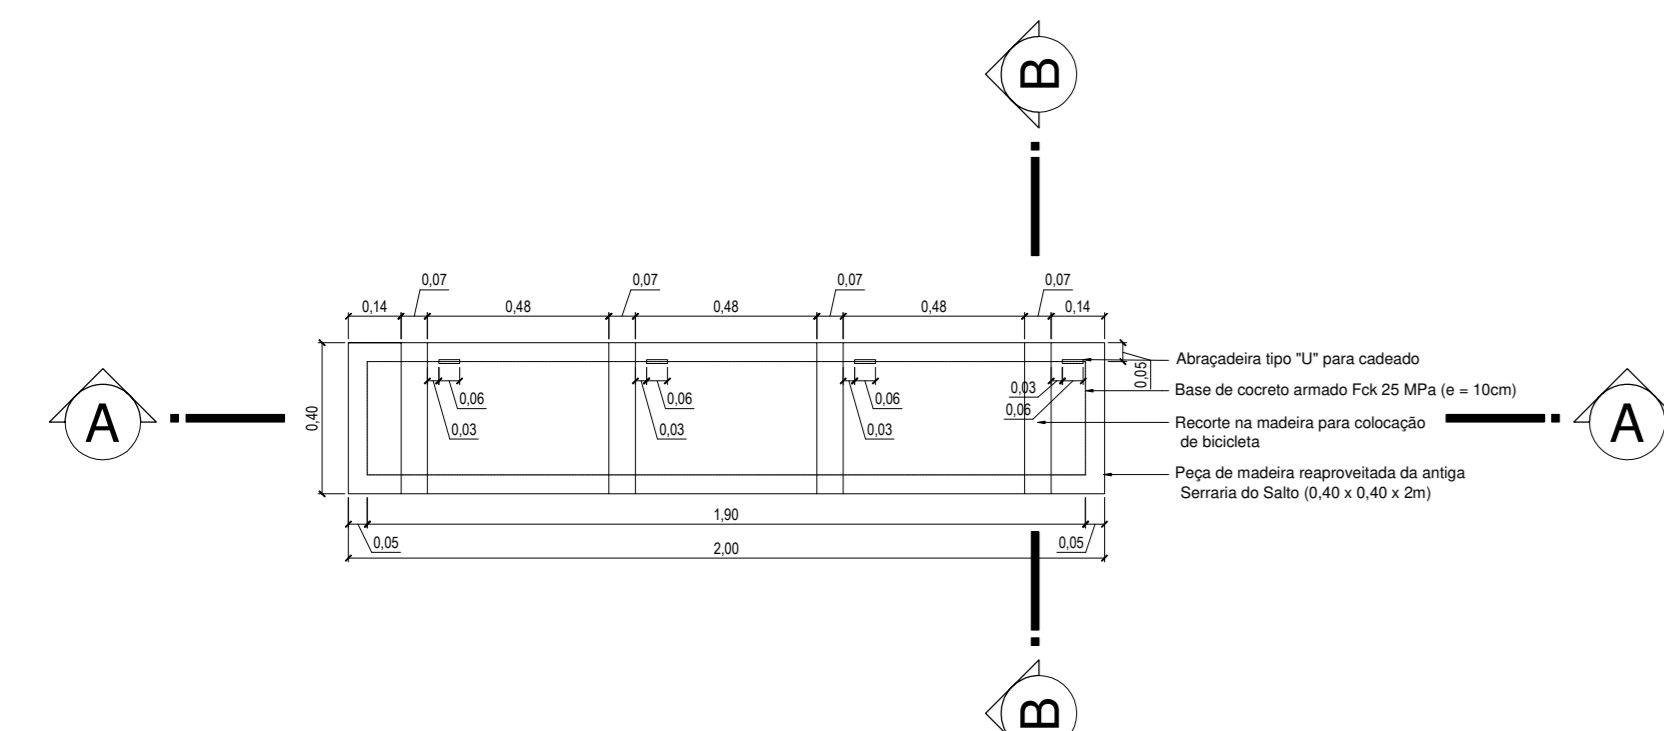 B
0,07
0,07
0,07
0,07
0,14
0,48
0,48
0,48
0,14
Abraçadeira tipo "U" para cadeado
0,05
Base de cocreto armado Fck 25 MPa (e = 10cm)
0,03
0,06
0,06
0,06
0,06
A
0,40
0,03
0,03
0,03
Recorte na madeira para colocação
de bicicleta
A
Peça de madeira reaproveitada da antiga
Serraria do Salto (0,40 x 0,40 x 2m)
1,90
0,05
2,00
0,05
B